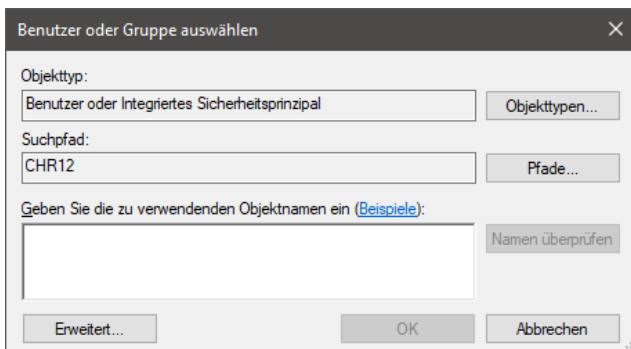 Benutzer oder Gruppe auswählen
Objekttyp:
Benutzer oder Integriertes Sicherheitsprinzipal
Objekttypen...
Suchpfad:
CHR12
Pfade...
Geben Sie die zu verwendenden Objektnamen ein (Beispiele):
Namen überprüfen
Erweitert...
OK
Abbrechen